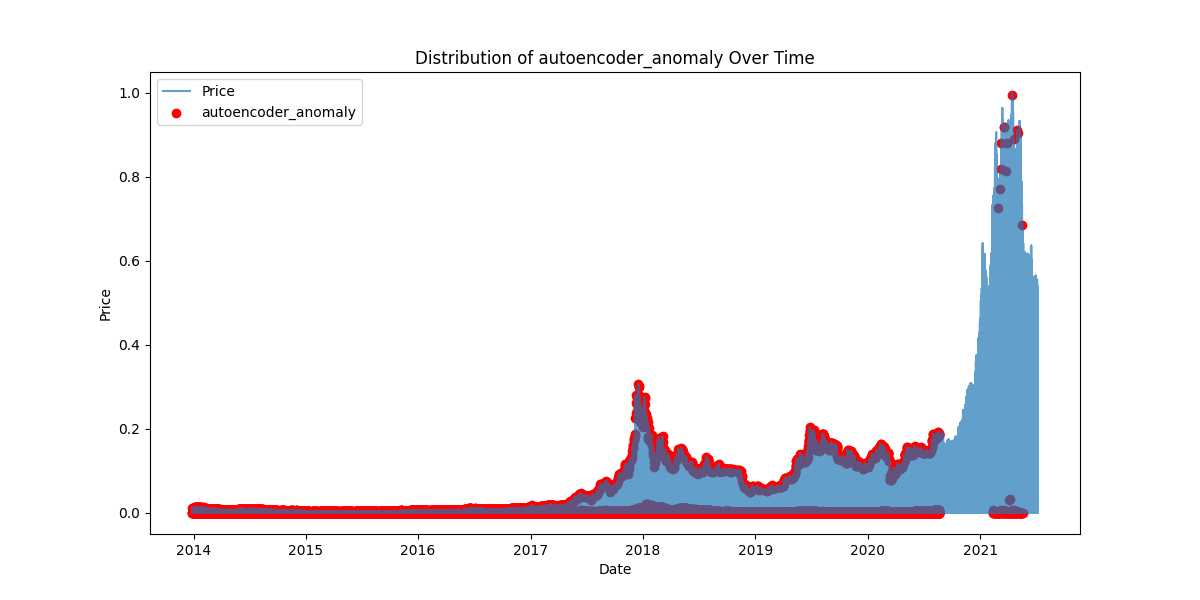 Distribution of autoencoder_anomaly Over Time
Price
autoencoder_anomaly
1.0
0.8
0.6
0.4
0.2
0.0
Price
2014 2015 2016 2017 2018 2019 2020 2021
Date